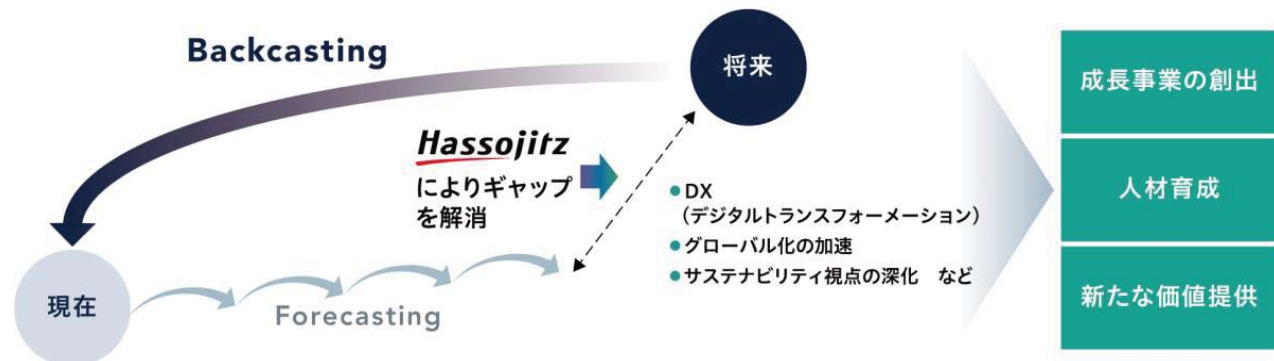 Backcasting
将来
Hassojitz
によりギャップ
を解消
現在
Forecasting
●DX
（デジタルトランスフォーメーション）
●グローバル化の加速
●サステナビリティ視点の深化　など
成長事業の創出
人材育成
新たな価値提供